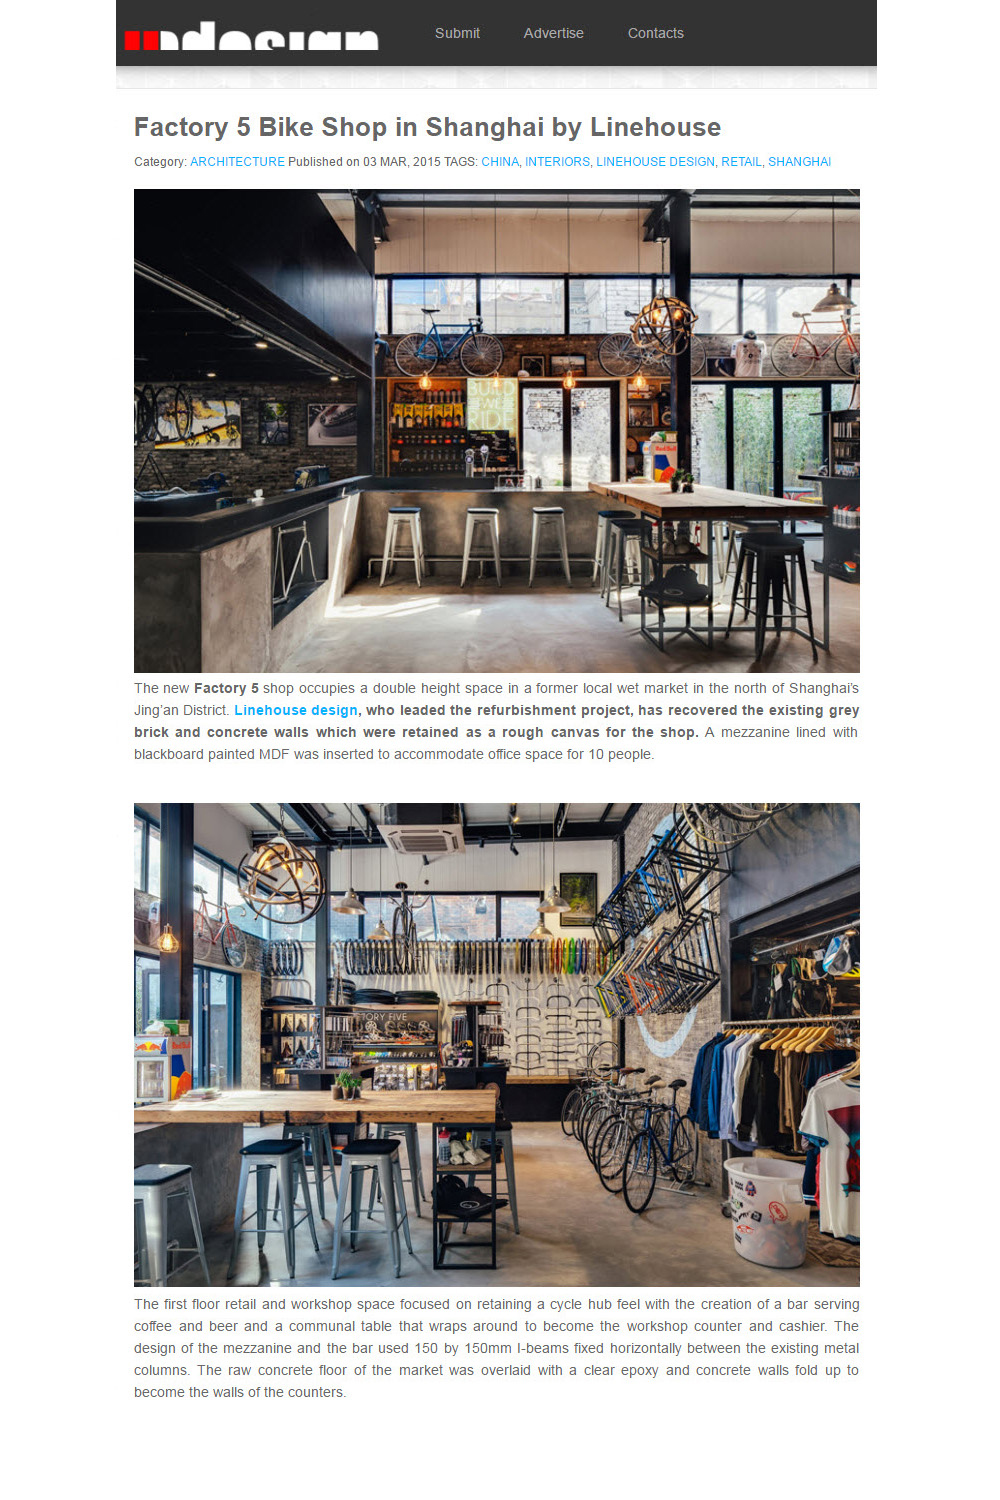 Submit Advertise Contacts
Factory 5 Bike Shop in Shanghai by Linehouse
Category: ARCHITECTURE Published on 03 MAR, 2015 TAGS: CHINA, INTERIORS, LINEHOUSE DESIGN, RETAIL, SHANGHAI
BUILD
Red Bull
The new Factory 5 shop occupies a double height space in a former local wet market in the north of Shanghai's
Jing'an District. Linehouse design, who leaded the refurbishment project, has recovered the existing grey
brick and concrete walls which were retained as a rough canvas for the shop. A mezzanine lined with
blackboard painted MDF was inserted to accommodate office space for 10 people.
TORY FIVE
RedBull
The first floor retail and workshop space focused on retaining a cycle hub feel with the creation of a bar serving
coffee and beer and a communal table that wraps around to become the workshop counter and cashier. The
design of the mezzanine and the bar used 150 by 150mm I-beams fixed horizontally between the existing metal
columns. The raw concrete floor of the market was overlaid with a clear epoxy and concrete walls fold up to
become the walls of the counters.